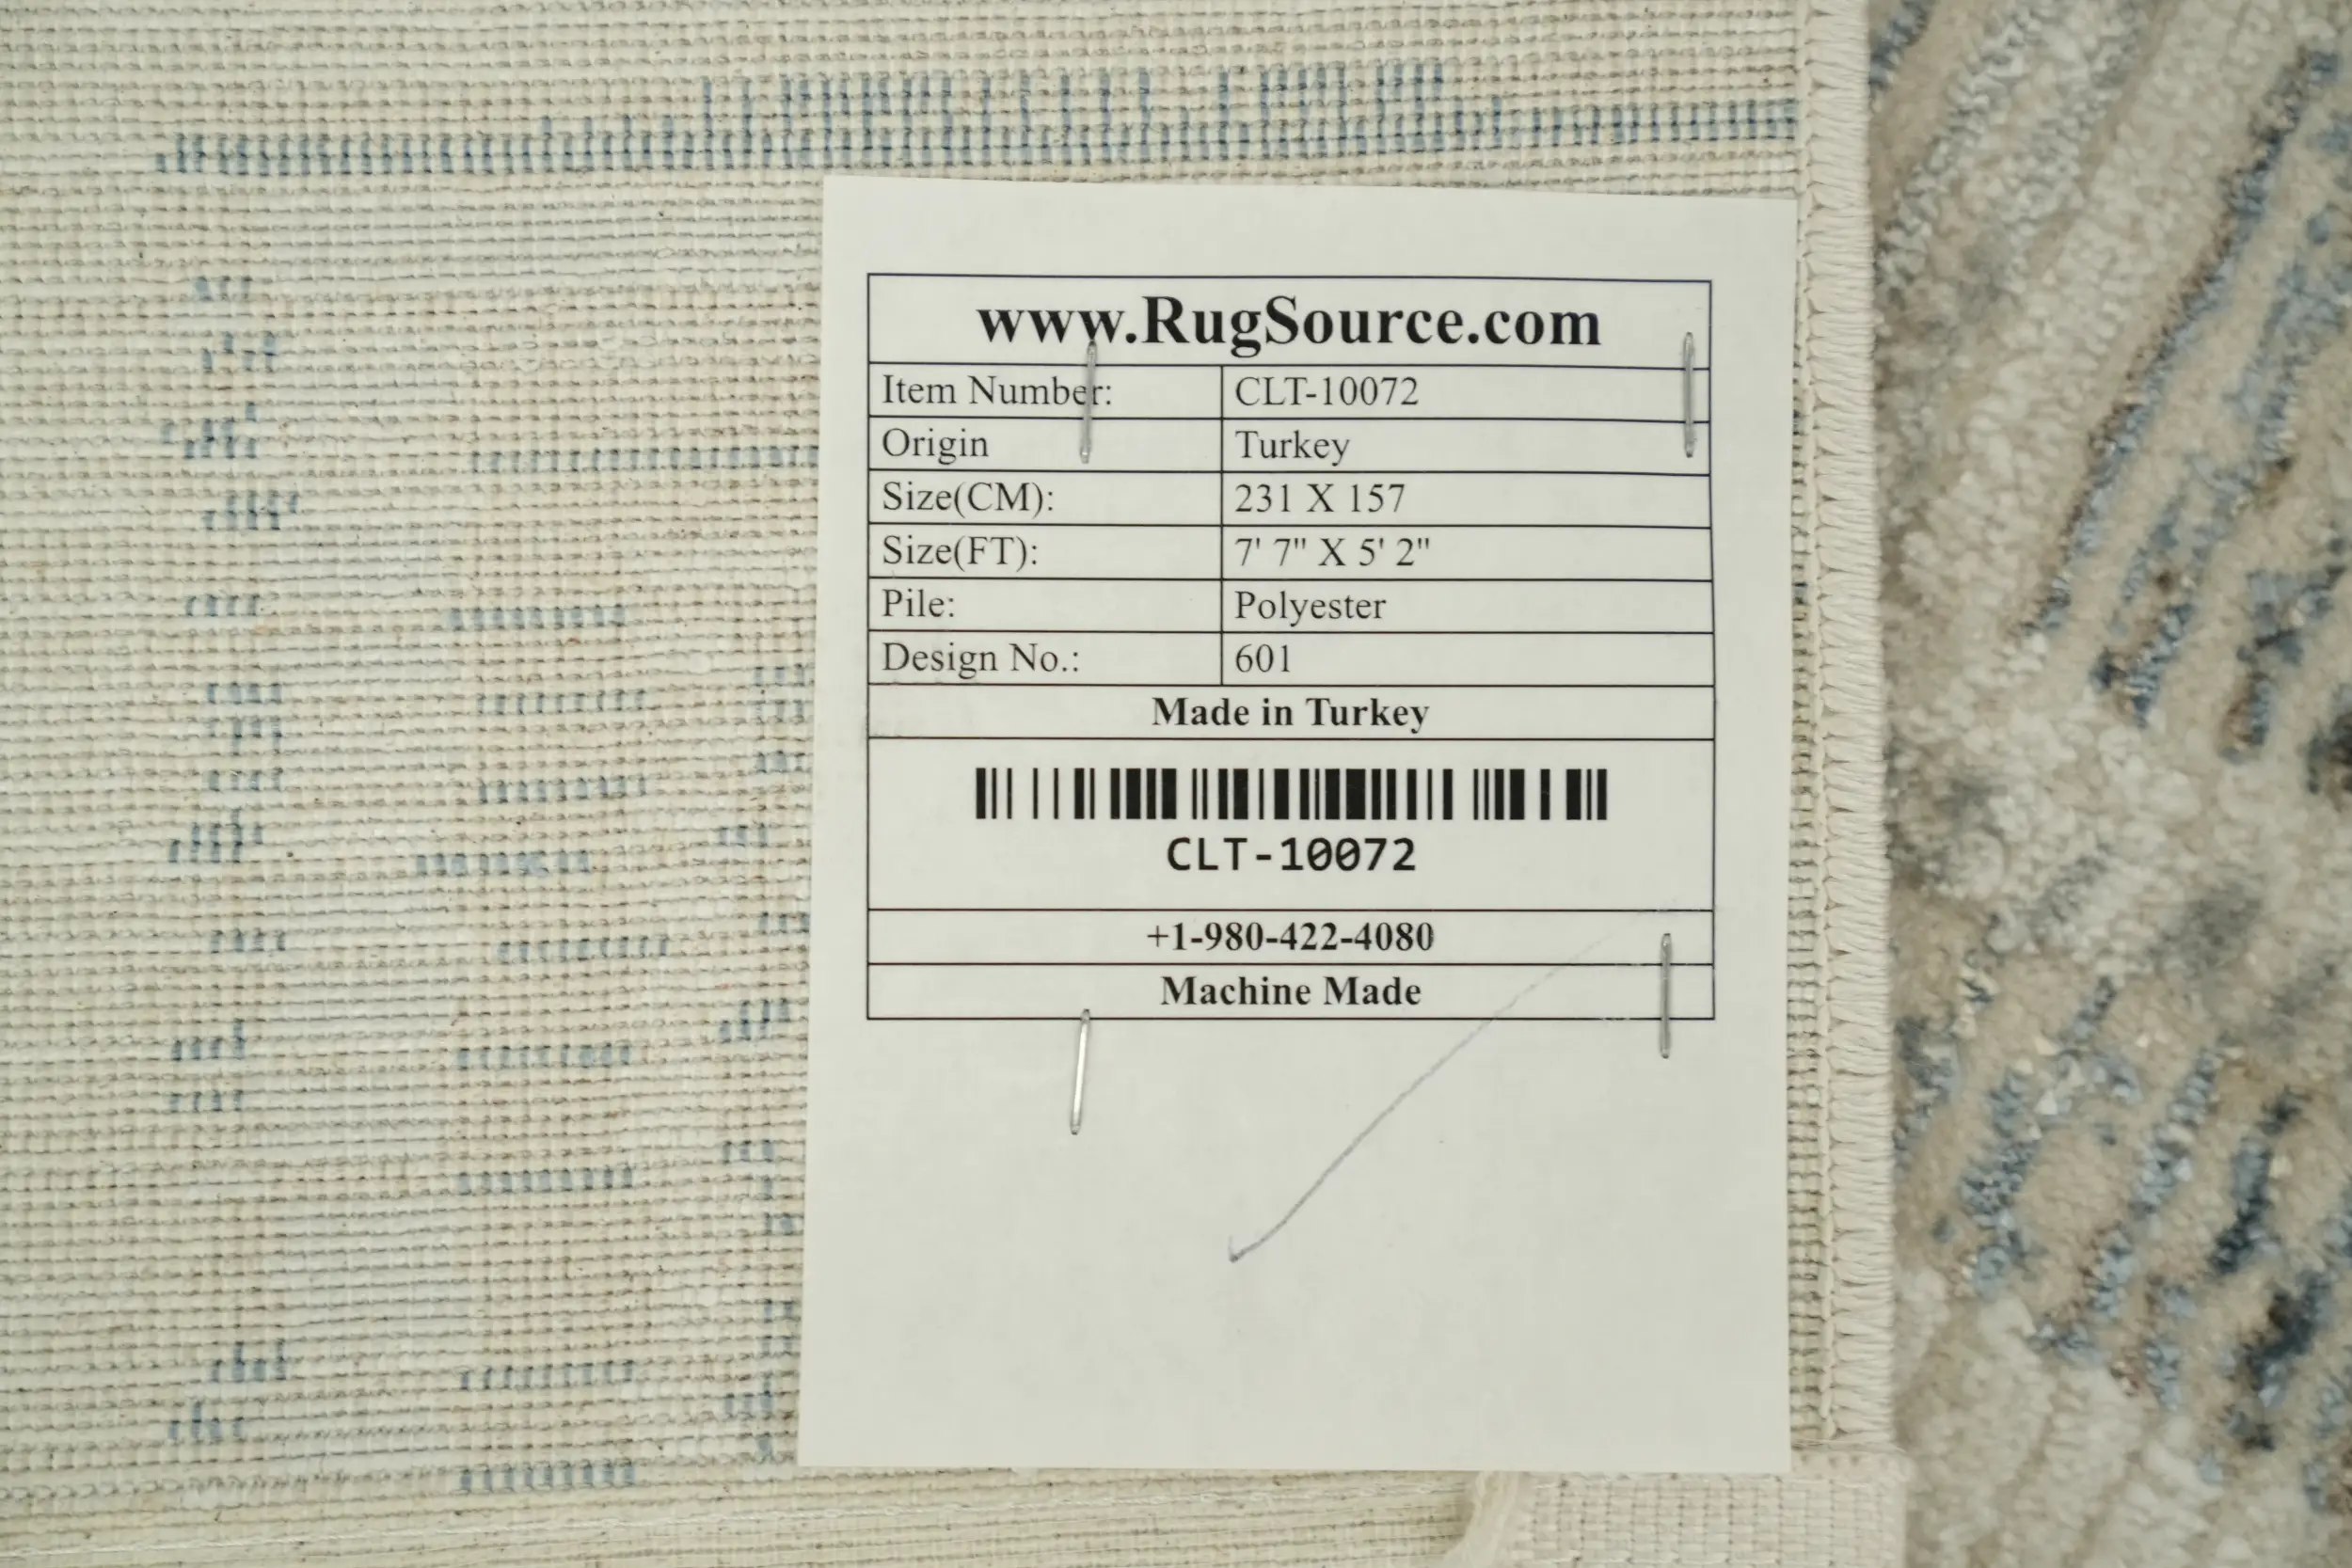 www.RugSource.com
Item Number: CLT-10072
Origin Turkey
Size(CM): 231 X 157
Size(FT): 7' 7" X 5' 2"
Pile: Polyester
Design No.: 601
Made in Turkey
CLT-10072
+1-980-422-4080
Machine Made